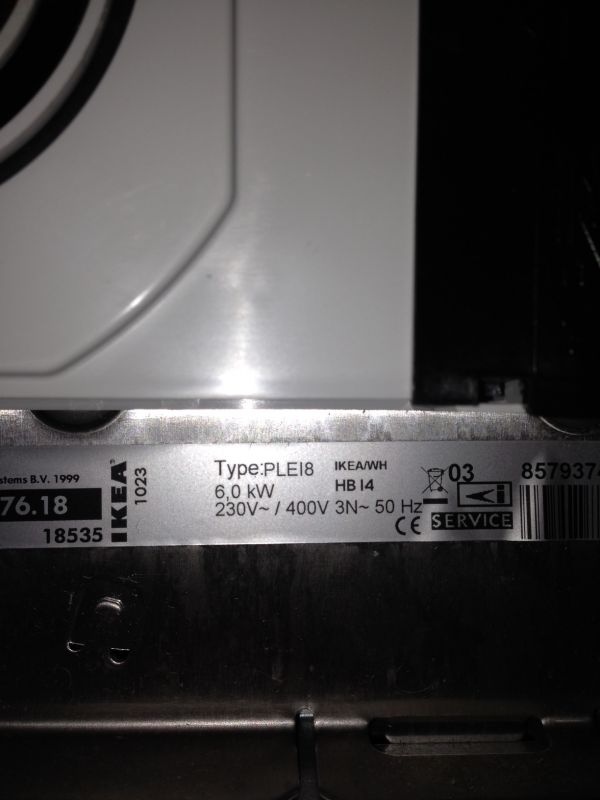 stems B.V. 1999
76.18
18535
IKEA
1023
Type:PLEI8 IKEA/WH
6,0 kW HB I4
230V~ / 400V 3N~ 50 Hz
CE
03
SERVICE
8579374